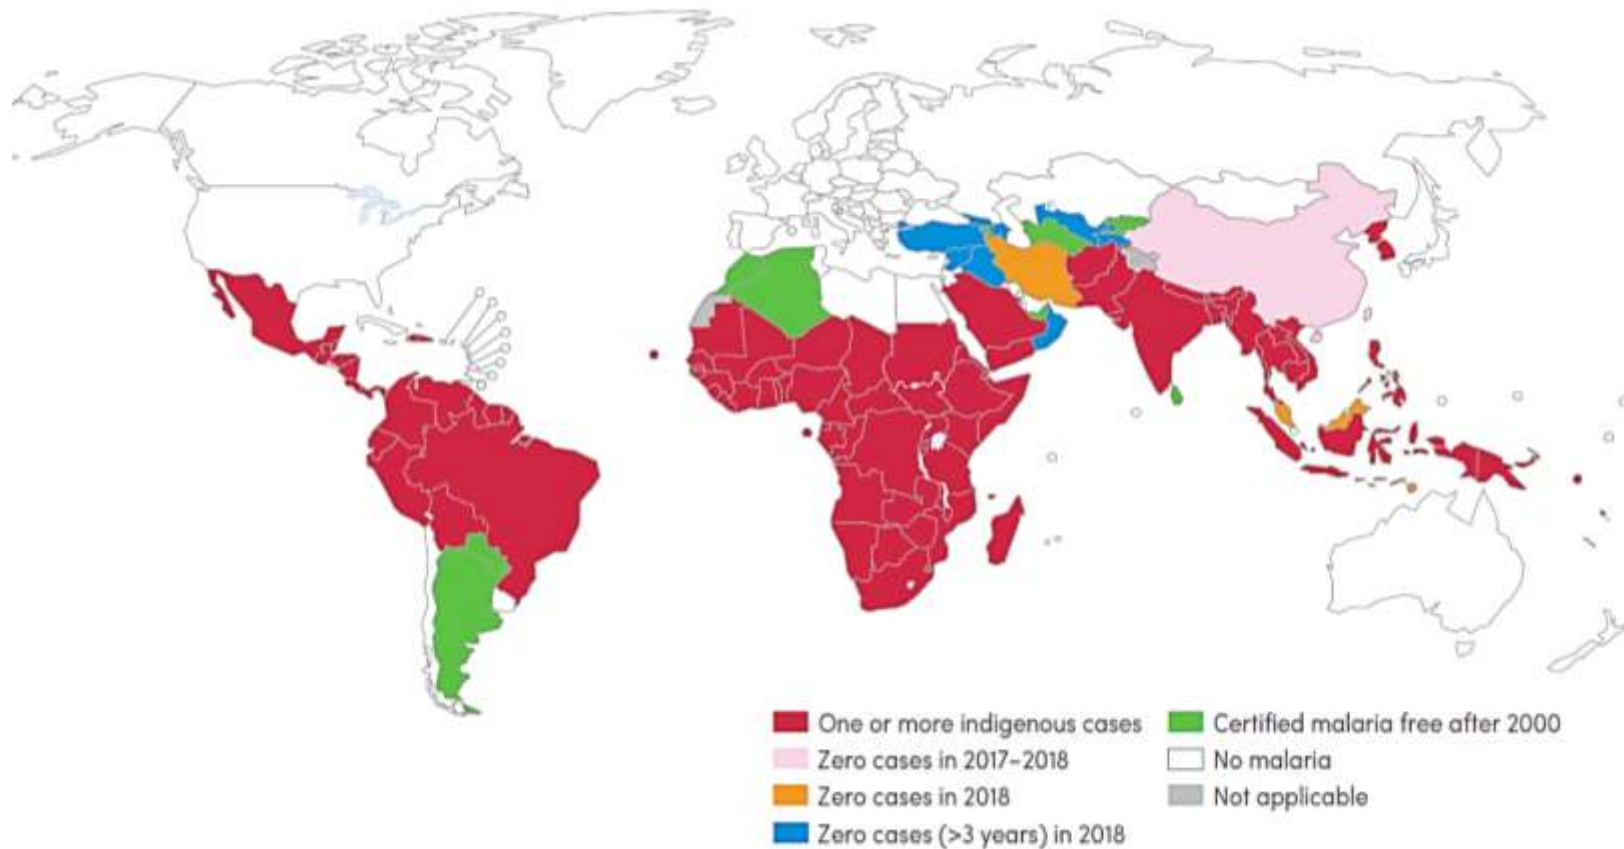 One or more indigenous cases
Zero cases in 2017–2018
Zero cases in 2018
Zero cases (>3 years) in 2018
Certified malaria free after 2000
No malaria
Not applicable